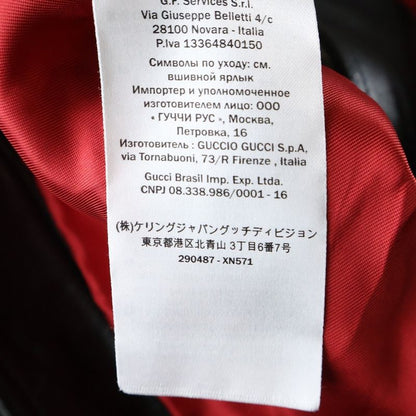 G.F. Services S.r.l.
Via Giuseppe Belletti 4/c
28100 Novara - Italia
P.Iva 13364840150
Символы по уходу: см.
вшивной ярлык
Импортер и уполномоченное
изготовителем лицо: ООО
« ГУЧЧИ РУС », Москва,
Петровка, 16
Изготовитель : GUCCIO GUCCI S.p.A,
via Tornabuoni, 73/R Firenze , Italia
Gucci Brasil Imp. Exp. Ltda.
CNPJ 08.338.986/0001 - 16
(株)ケリングジャパングッチディビジョン
東京都港区北青山 3丁目6番7号
290487 - XN571